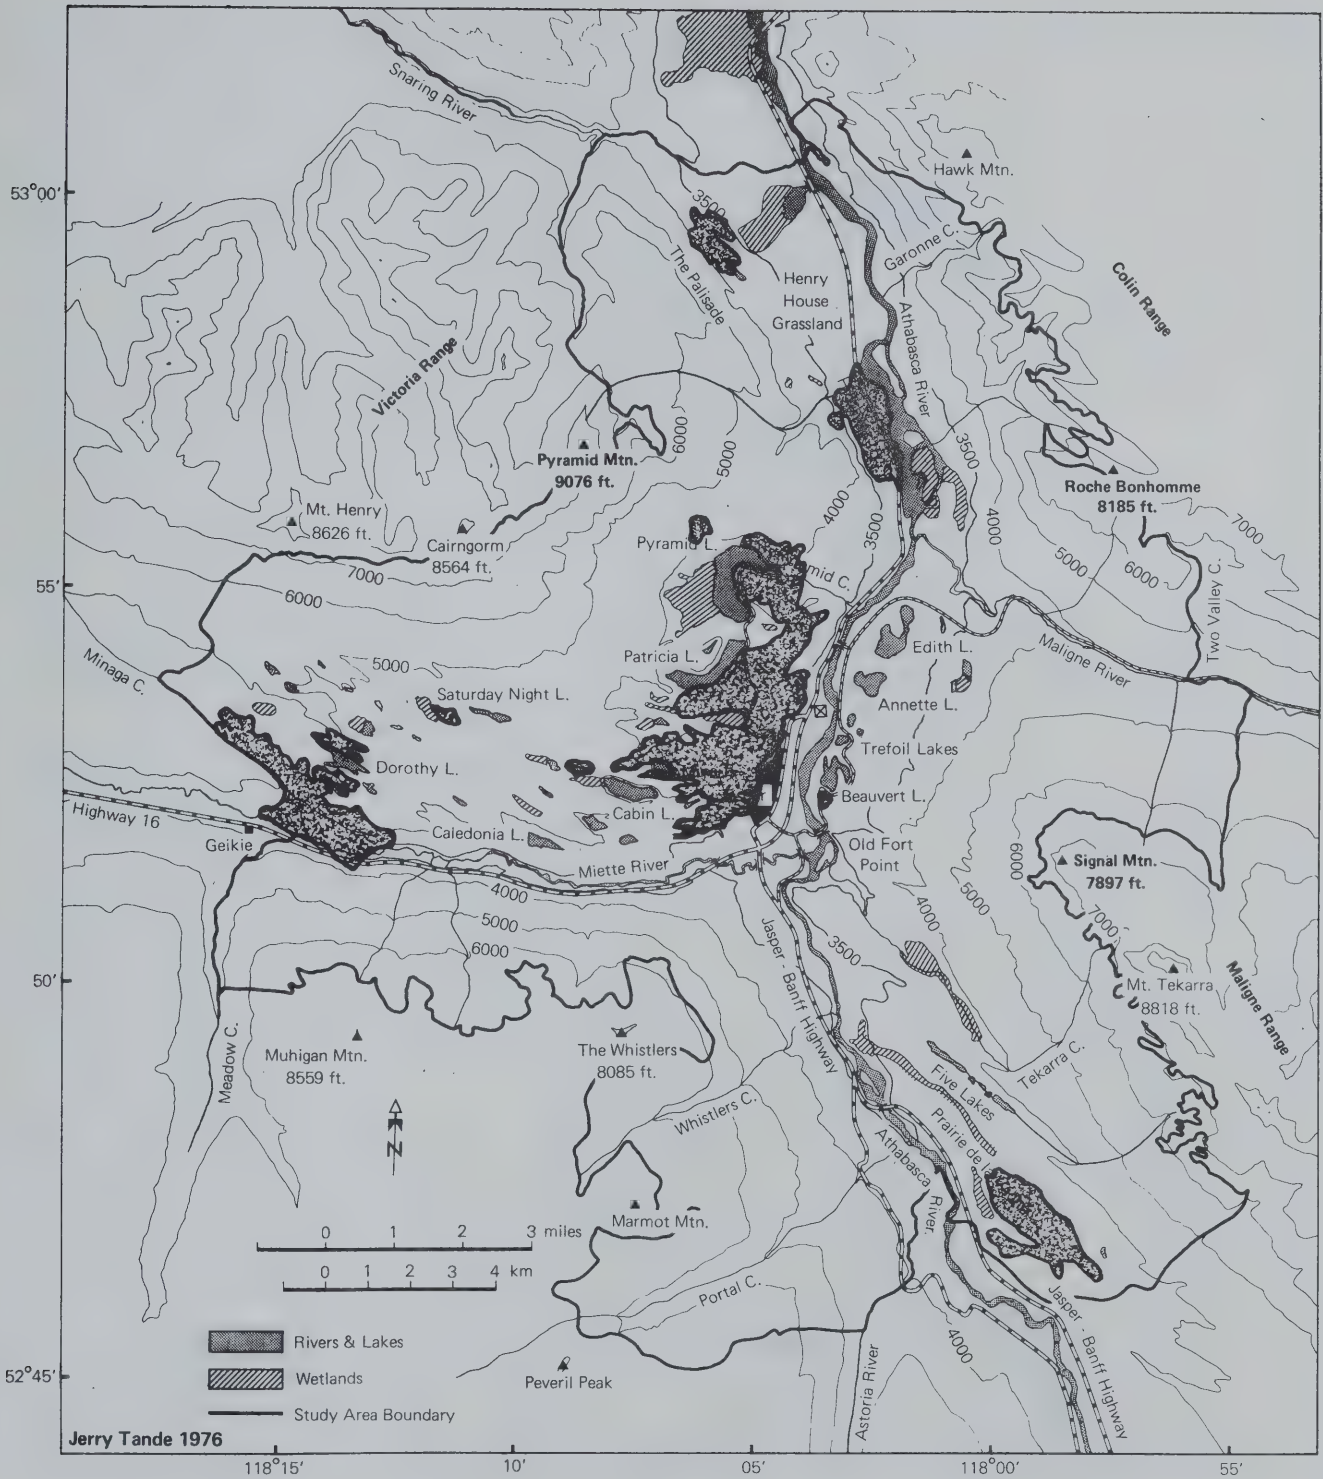 Snaring River
Hawk Mtn.
53°00'
3500
Garonne C.
The Palisade
Henry
House
Grassland
Colin Range
Athabasca River
Victoria Range
6000
5000
3500
Pyramid Mtn.
9076 ft.
Roche Bonhomme
8185 ft.
4000
Mt. Henry
8626 ft.
3500
4000
7000
Cairngorm
8564 ft.
Pyramid L.
mid C.
5000
6000
55'
7000
6000
Two Valley C.
Edith L.
Maligne River
Minaga C.
5000
Patricia L.
Saturday Night L.
Annette L.
Trefoil Lakes
Dorothy L.
Beauvert L.
Highway 16
Cabin L.
Caledonia L.
Geikie
Old Fort
Point
Miette River
6000
Signal Mtn.
7897 ft.
4000
5000
4000
5000
7000
6000
Jasper - Banff Highway
3500
50'
Mt. Tekarra
8818 ft.
Maligne Range
Muhigan Mtn.
8559 ft.
The Whistlers
8085 ft.
Meadow C.
Five Lakes
Tekarra C.
Whistlers C.
Prairie de la
Athabasca River
N
Marmot Mtn.
0 1 2 3 miles
0 1 2 3 4 km
Portal C.
Jasper - Banff Highway
Rivers & Lakes
4000
Wetlands
52°45'
Peveril Peak
Study Area Boundary
Astoria River
Jerry Tande 1976
118°15' 10' 05' 118°00' 55'